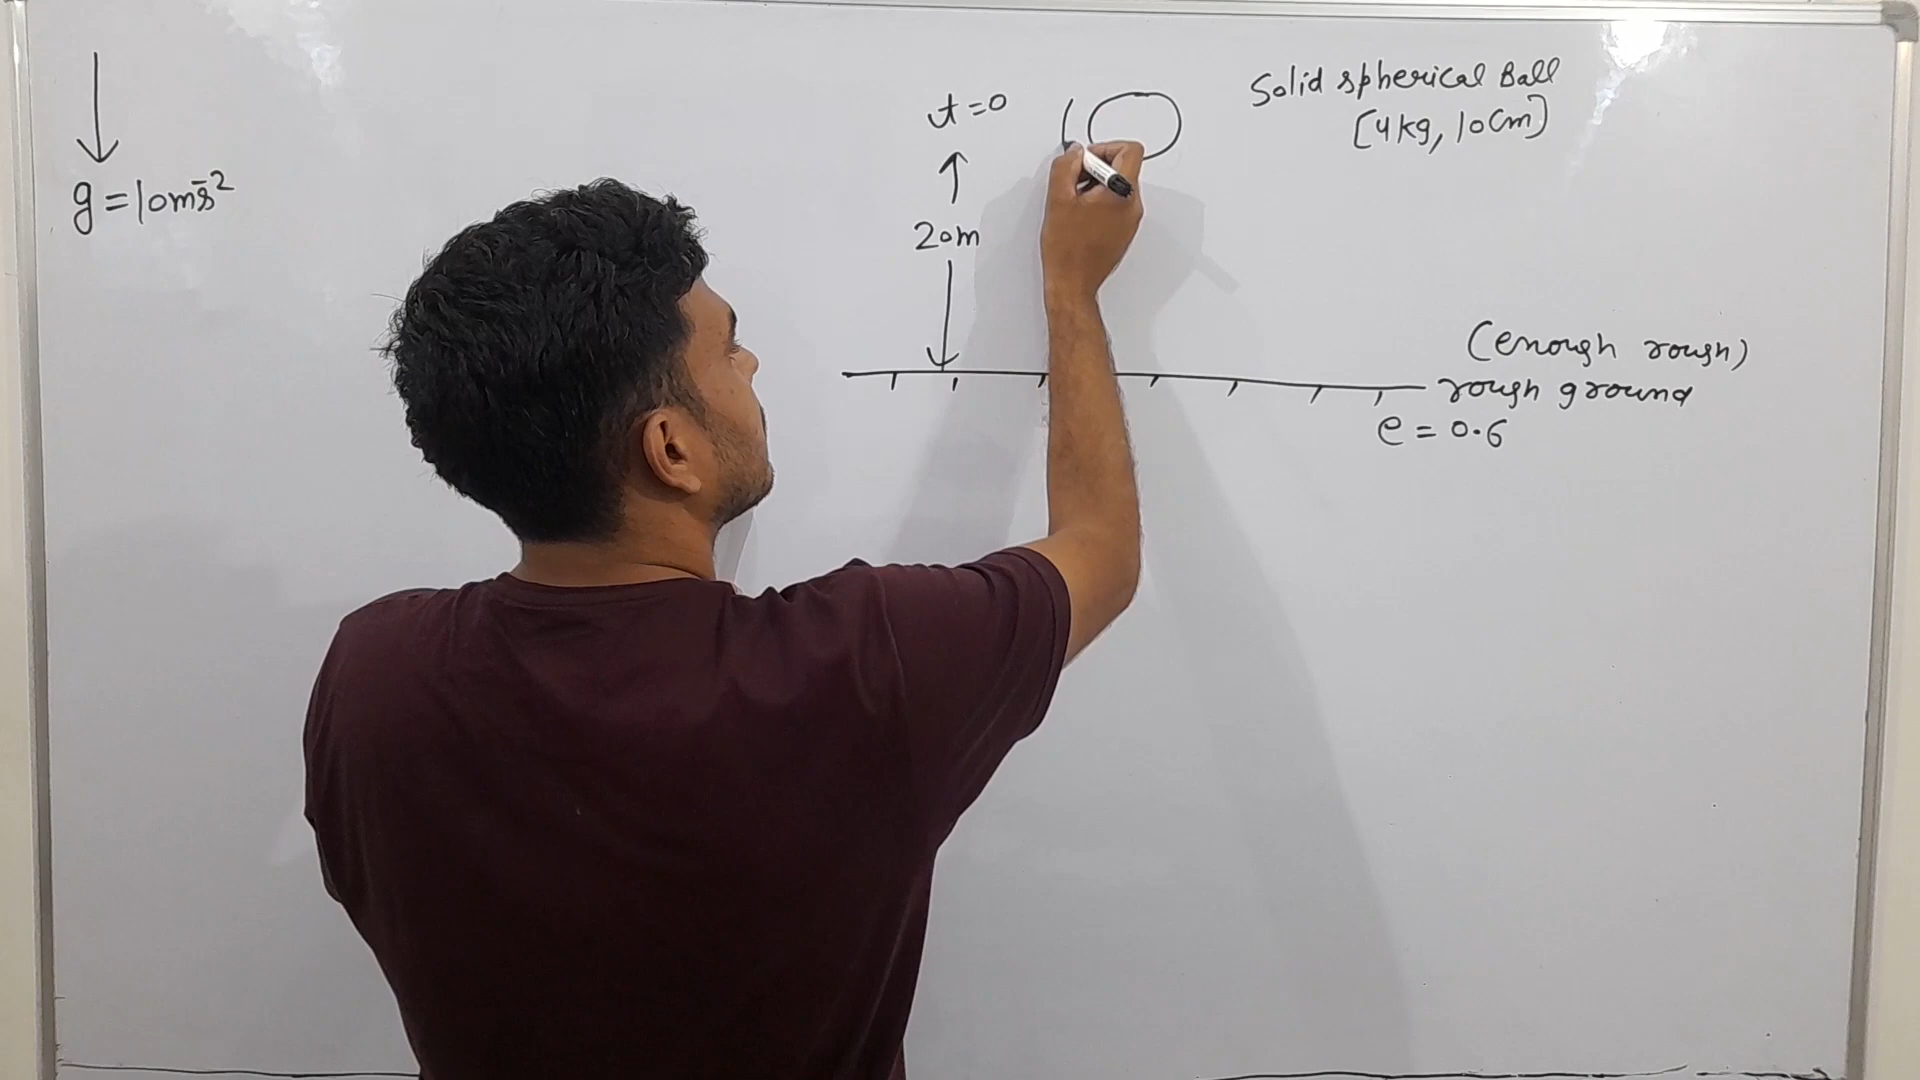 t=0
Solid spherical Ball
[4kg, 10cm]
g=10ms⁻²
20m
(enough rough)
rough ground
e = 0.6